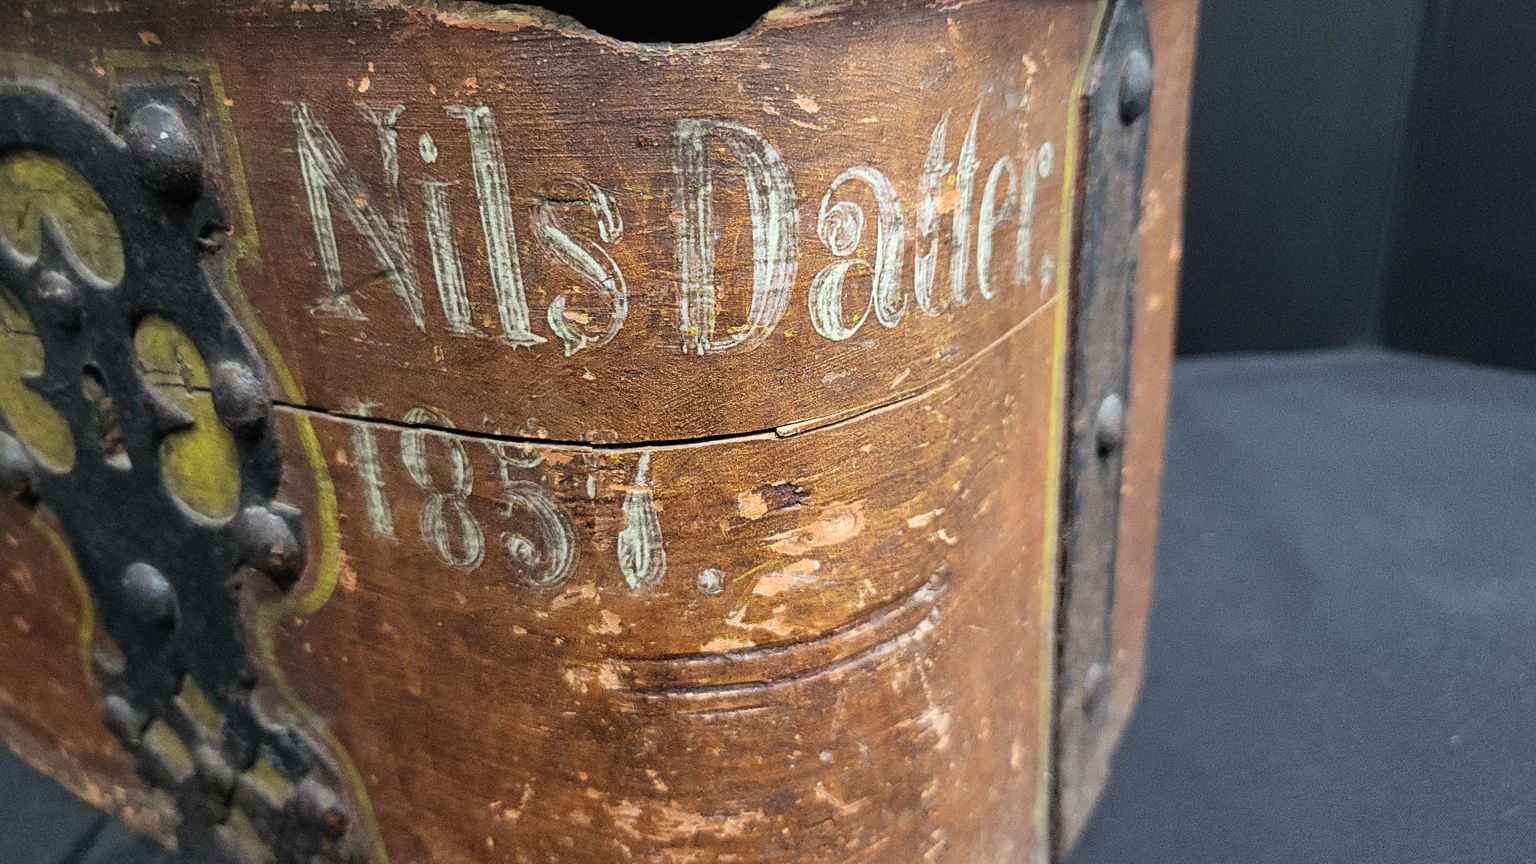 Nils Datter,
1857.